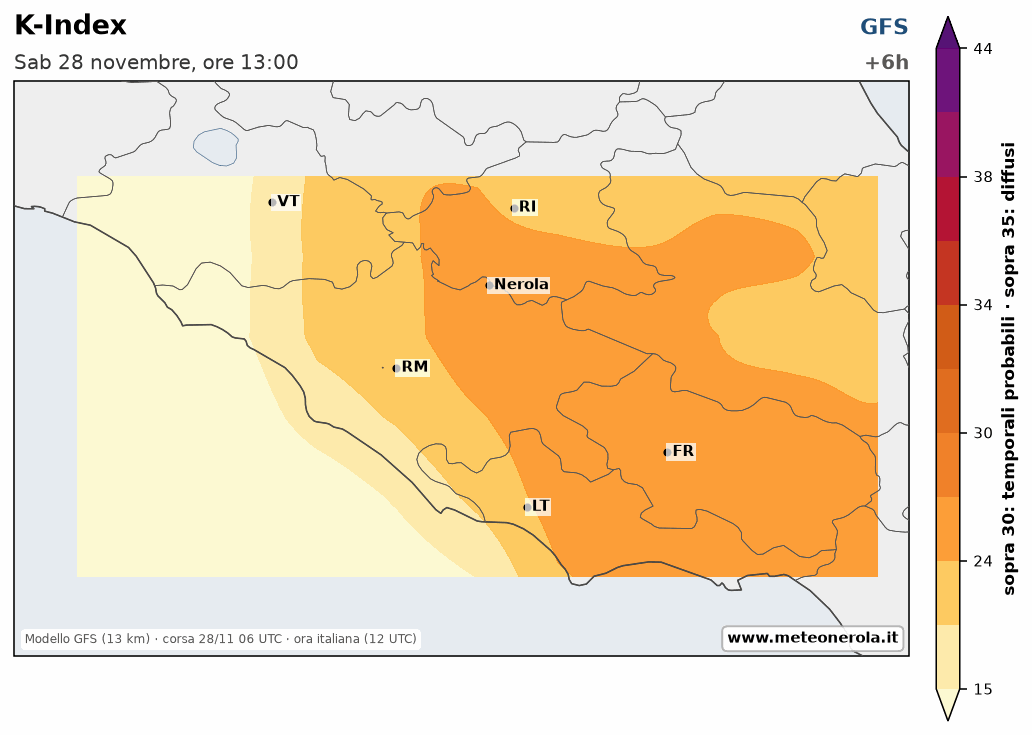 K-Index
GFS
Sab 28 novembre, ore 13:00
+6h
44
38
34
30
24
15
sopra 30: temporali probabili · sopra 35: diffusi
VT
RI
Nerola
RM
FR
LT
Modello GFS (13 km) · corsa 28/11 06 UTC · ora italiana (12 UTC)
www.meteonerola.it